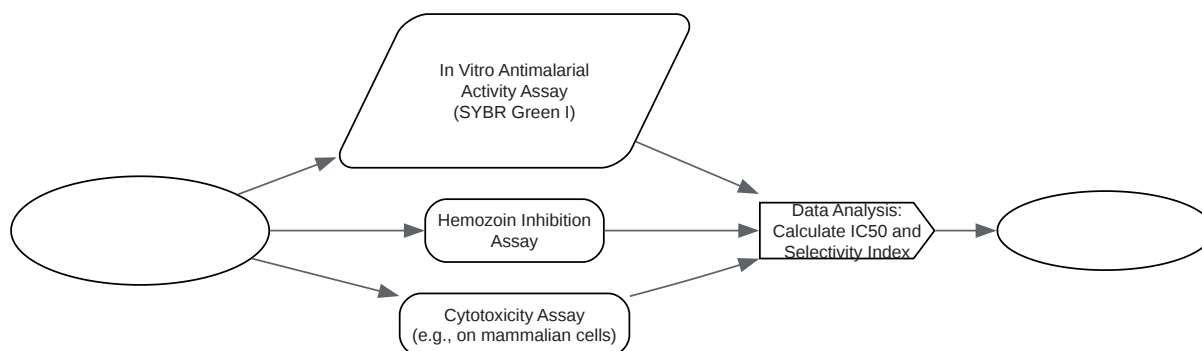 In Vitro Antimalarial
Activity Assay
(SYBR Green I)
Hemozoin Inhibition
Assay
Data Analysis:
Calculate IC50 and
Selectivity Index
Cytotoxicity Assay
(e.g., on mammalian cells)